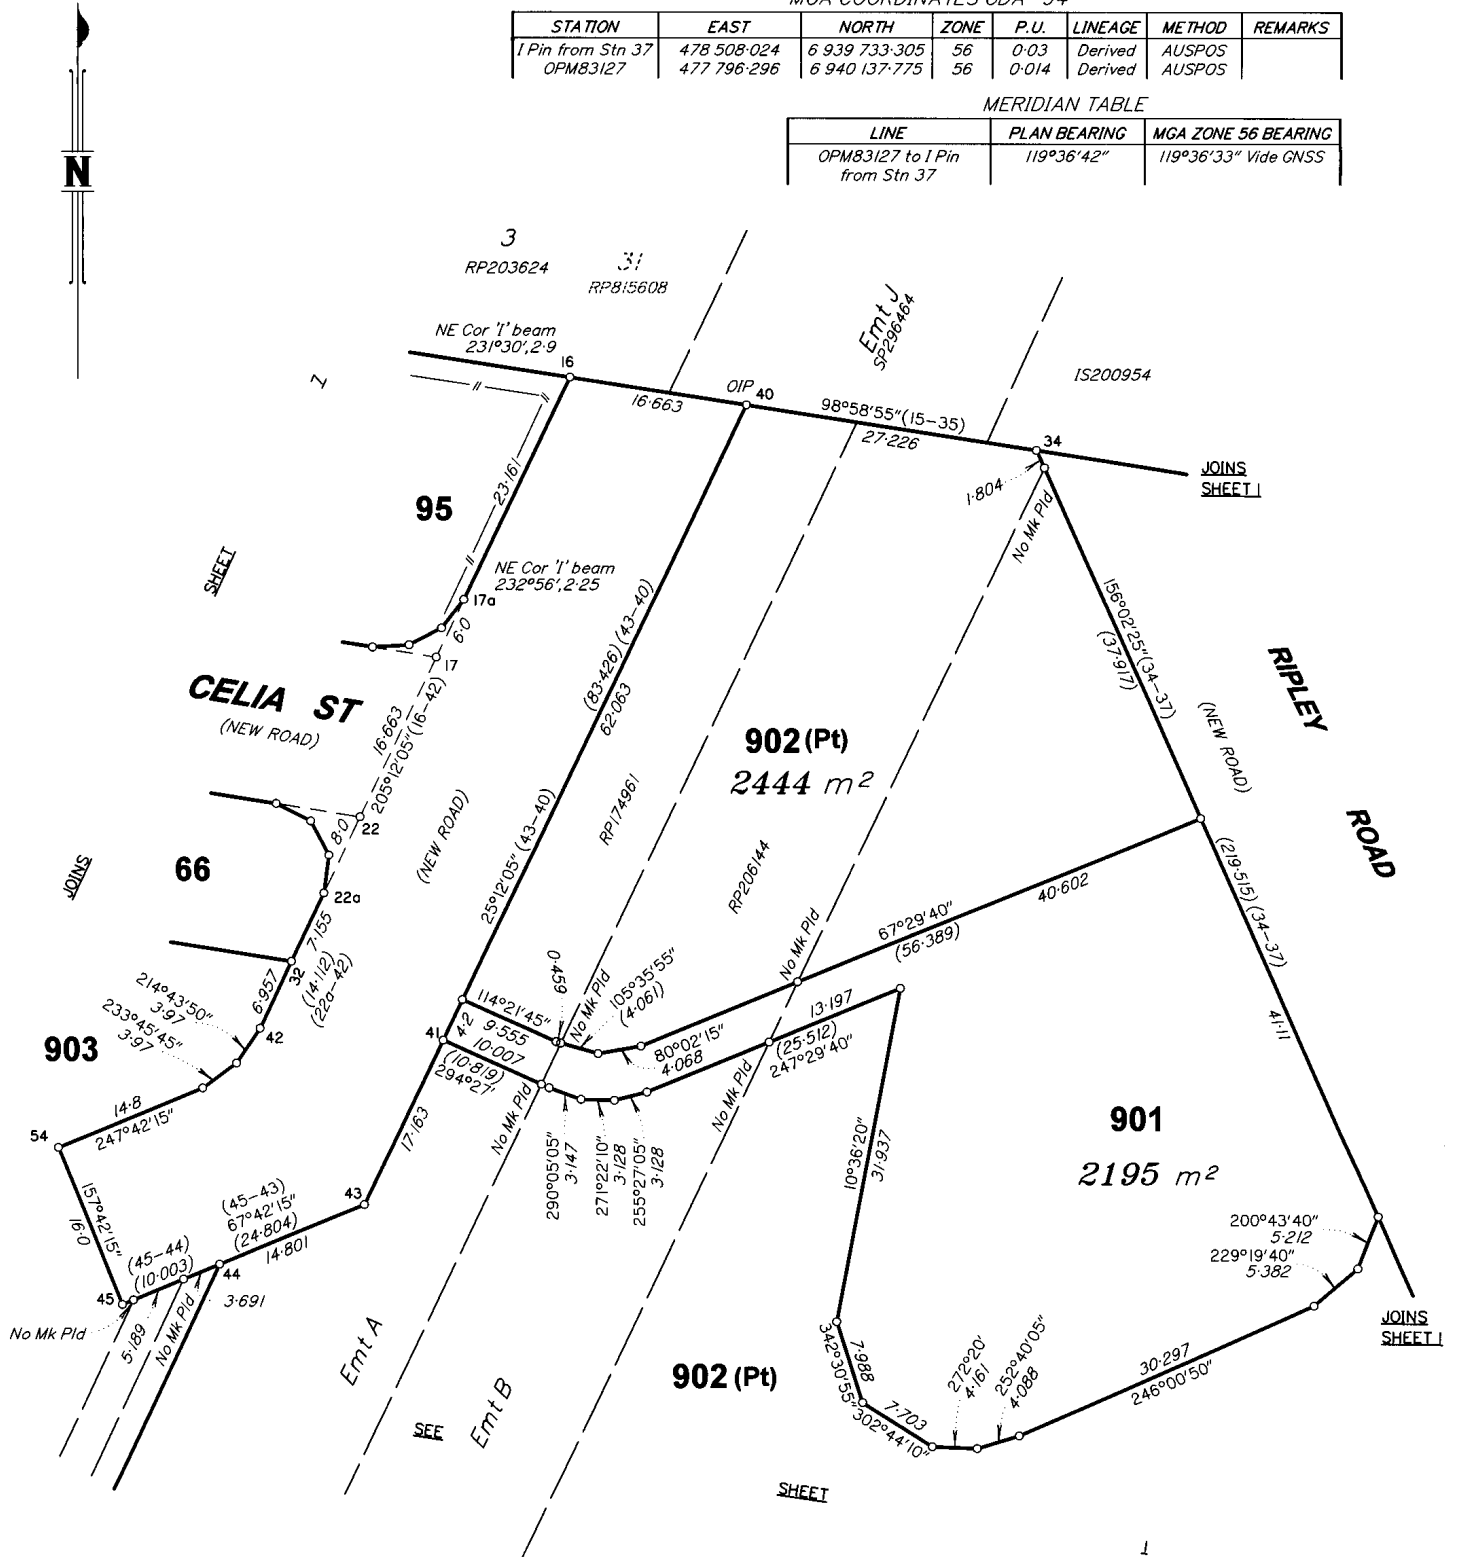 MGA COORDINATES GDA '94
STATION EAST NORTH ZONE P.U. LINEAGE METHOD REMARKS
I Pin from Stn 37 478 508·024 6 939 733·305 56 0·03 Derived AUSPOS
OPM83127 477 796·296 6 940 137·775 56 0·014 Derived AUSPOS
MERIDIAN TABLE
LINE PLAN BEARING MGA ZONE 56 BEARING
OPM83127 to I Pin 119°36'42" 119°36'33" Vide GNSS
from Stn 37
N
3
RP203624
31
RP815608
Emt J
SP296464
IS200954
NE Cor 'I' beam
231°30',2·9
16
1
16·663
OIP
40
98°58'55"(15-35)
27·226
34
JOINS
SHEET 1
1·804
No Mk Pld
23·161
95
SHEET
NE Cor 'I' beam
232°56',2·25
17a
6·0
17
CELIA ST
(NEW ROAD)
16·663
205°12'05"(16-42)
(83·426)(43-40)
62·063
156°02'25"(34-37)
(37·917)
RIPLEY
ROAD
(NEW ROAD)
902 (Pt)
2444 m²
8·0
22
22a
(NEW ROAD)
25°12'05" (43-40)
RP174961
RP206144
JOINS
66
7·155
32
(14·112)
(22a-42)
6·957
42
214°43'50"
3·97
233°45'45"
3·97
903
14·8
247°42'15"
54
157°42'15"
16·0
45
No Mk Pld
(45-44)
(10·003)
5·189
No Mk Pld
(45-43)
67°42'15"
(24·804)
14·801
44
3·691
43
17·163
41
4·2
114°21'45"
9·555
10·007
(10·819)
294°27'
0·459
No Mk Pld
105°35'55"
(4·061)
80°02'15"
4·068
No Mk Pld
67°29'40"
(56·389)
40·602
13·197
(25·512)
247°29'40"
No Mk Pld
No Mk Pld
290°05'05"
3·147
271°22'10"
3·128
255°27'05"
3·128
(219·515)(34-37)
41·11
10°36'20"
31·937
901
2195 m²
200°43'40"
5·212
229°19'40"
5·382
JOINS
SHEET 1
30·297
246°00'50"
252°40'05"
4·088
272°20'
4·161
7·703
302°44'10"
7·988
342°30'55"
902 (Pt)
Emt A
Emt B
SEE
SHEET
1